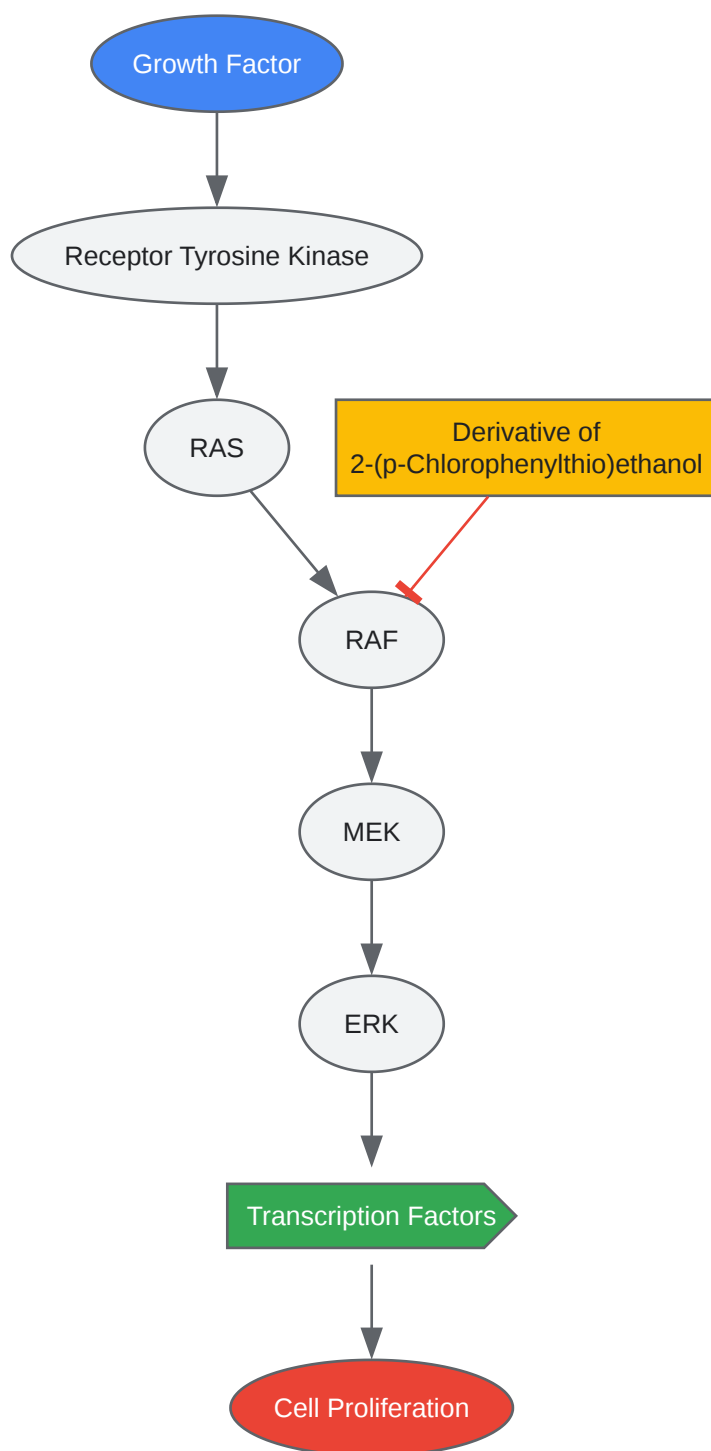 Growth Factor
Receptor Tyrosine Kinase
RAS
Derivative of
2-(p-Chlorophenylthio)ethanol
RAF
MEK
ERK
Transcription Factors
Cell Proliferation